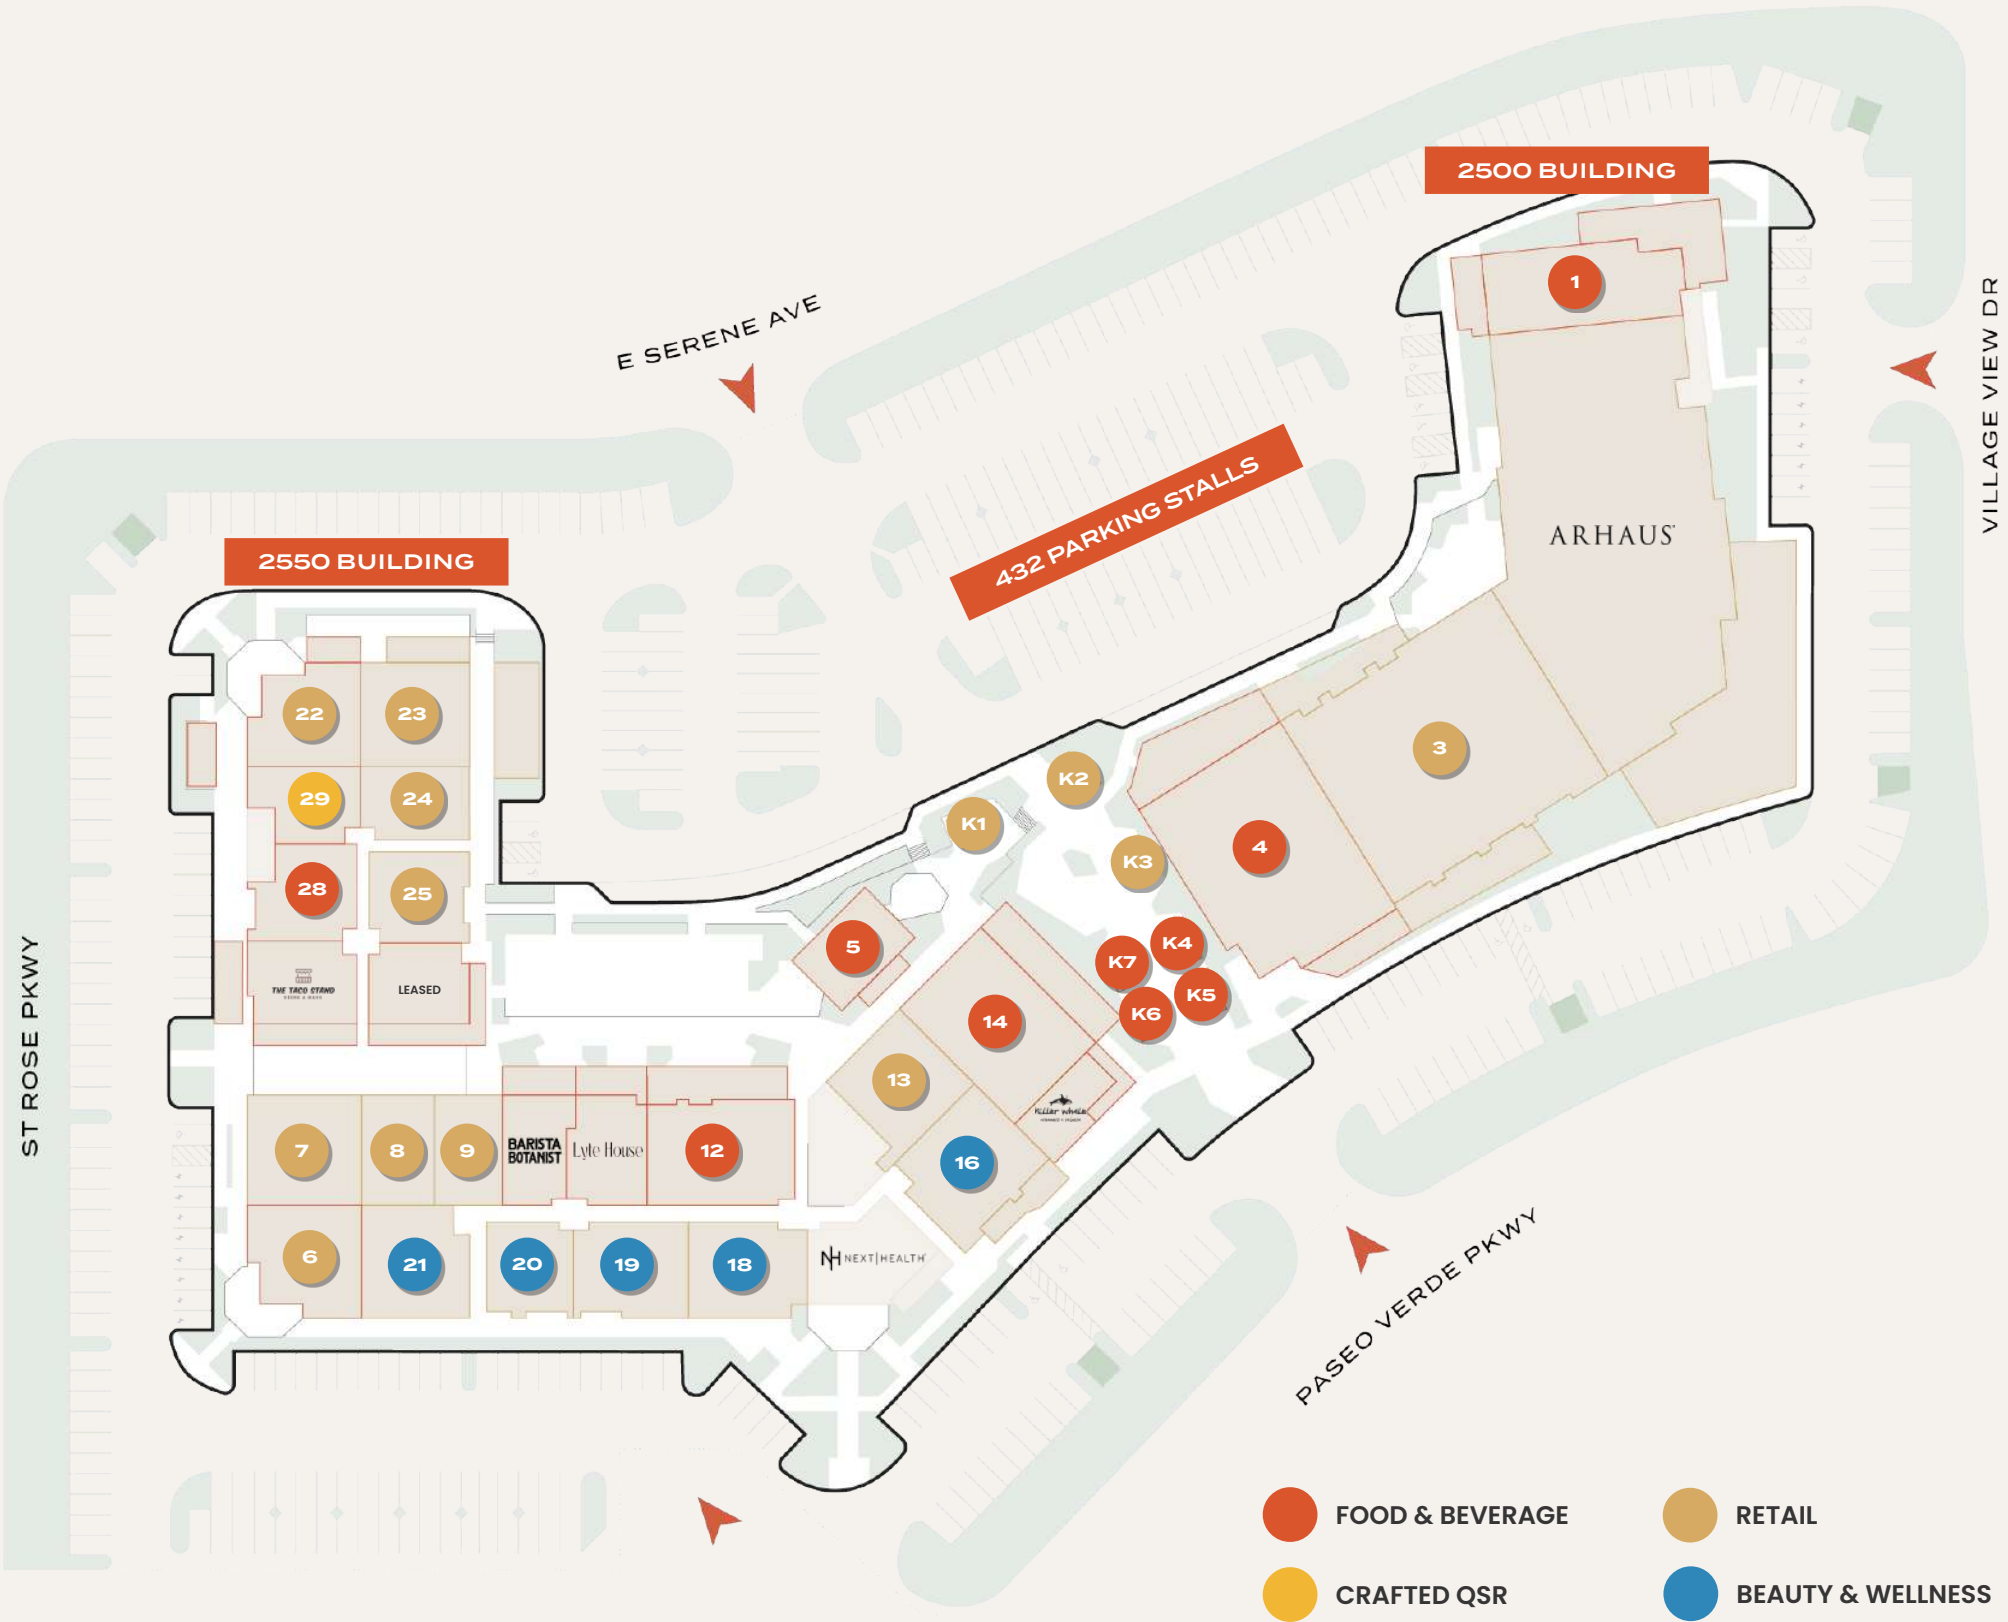 2500 BUILDING
1
E SERENE AVE
VILLAGE VIEW DR
432 PARKING STALLS
ARHAUS
2550 BUILDING
22
23
3
K2
29
24
K1
4
K3
28
25
5
K4
K7
THE TACO STAND
LEASED
K5
K6
14
ST ROSE PKWY
13
killer whale
7
8
9
BARISTA
BOTANIST
Lyte House
12
16
6
21
20
19
18
NH NEXT|HEALTH
PASEO VERDE PKWY
FOOD & BEVERAGE
RETAIL
CRAFTED QSR
BEAUTY & WELLNESS